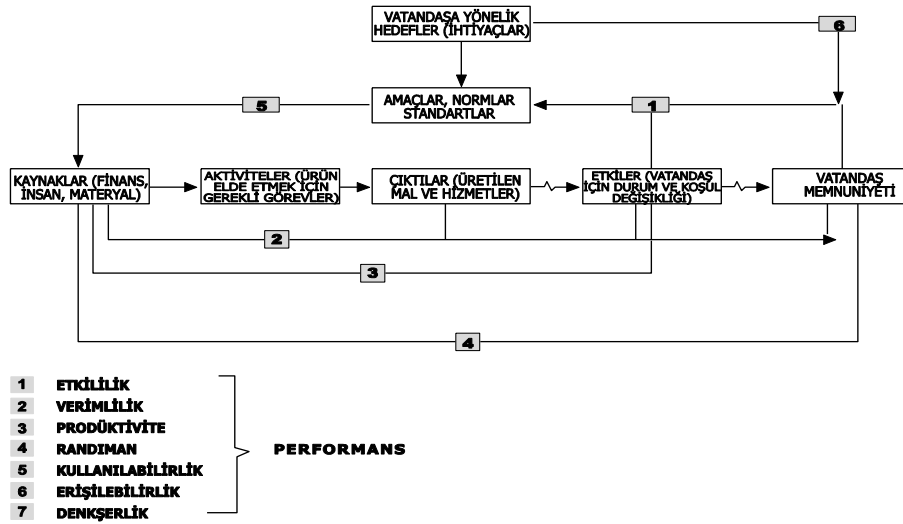 VATANDAŞA YÖNELİK
HEDEFLER (İHTİYAÇLAR)
6
AMAÇLAR, NORMLAR
STANDARTLAR
5
1
KAYNAKLAR (FİNANS,
İNSAN, MATERYAL)
AKTİVİTELER (ÜRÜN
ELDE ETMEK İÇİN
GEREKLİ GÖREVLER)
ÇIKTILAR (ÜRETİLEN
MAL VE HİZMETLER)
ETKİLER (VATANDAŞ
İÇİN DURUM VE KOŞUL
DEĞİŞİKLİĞİ)
VATANDAŞ
MEMNUNİYETİ
2
3
4
1 ETKİLİLİK
2 VERİMLİLİK
3 PRODÜKTİVİTE
4 RANDIMAN
5 KULLANILABİLİRLİK
6 ERİŞİLEBİLİRLİK
7 DENKŞERLİK
PERFORMANS